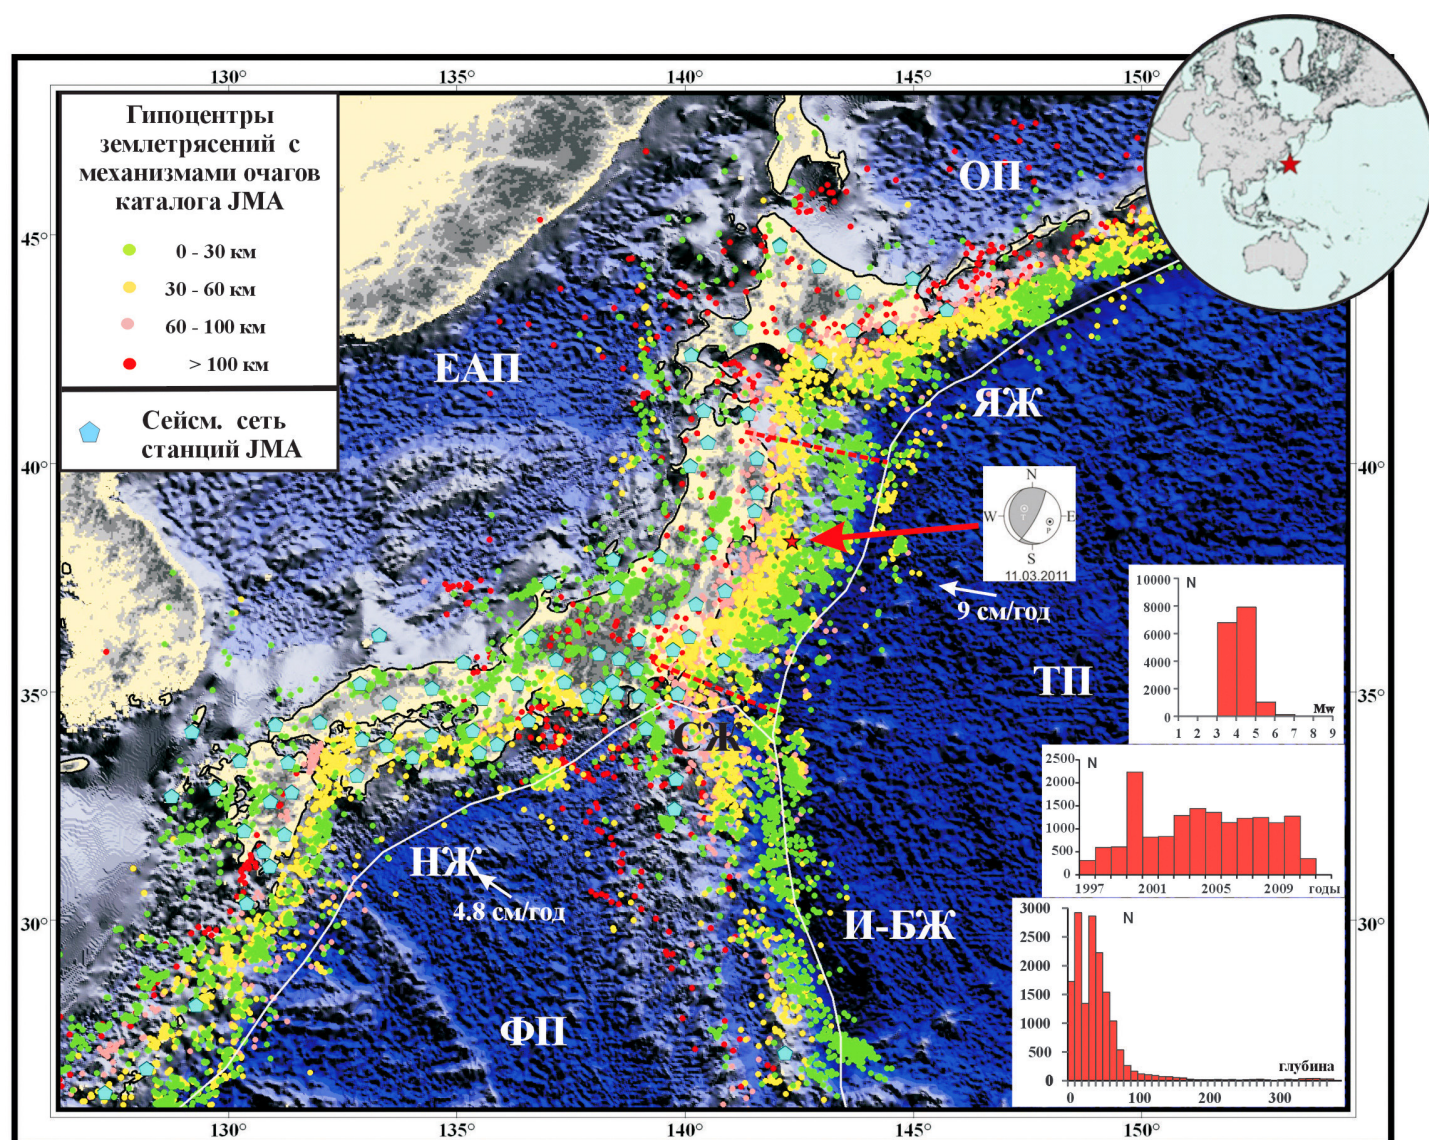 130°
135°
140°
145°
150°
Гипоцентры
землетрясений с
механизмами очагов
каталога JMA
0 - 30 км
30 - 60 км
60 - 100 км
> 100 км
Сейсм. сеть
станций JMA
45°
40°
35°
30°
40°
35°
30°
ОП
ЕАП
ЯЖ
N
W
E
T
P
S
11.03.2011
9 см/год
ТП
СЖ
НЖ
4.8 см/год
И-БЖ
ФП
10000
N
8000
6000
4000
2000
0
Mw
1 2 3 4 5 6 7 8 9
2500
N
2000
1500
1000
500
0
1997 2001 2005 2009 годы
3000
N
2500
2000
1500
1000
500
0
глубина
0 100 200 300
130°
135°
140°
145°
150°